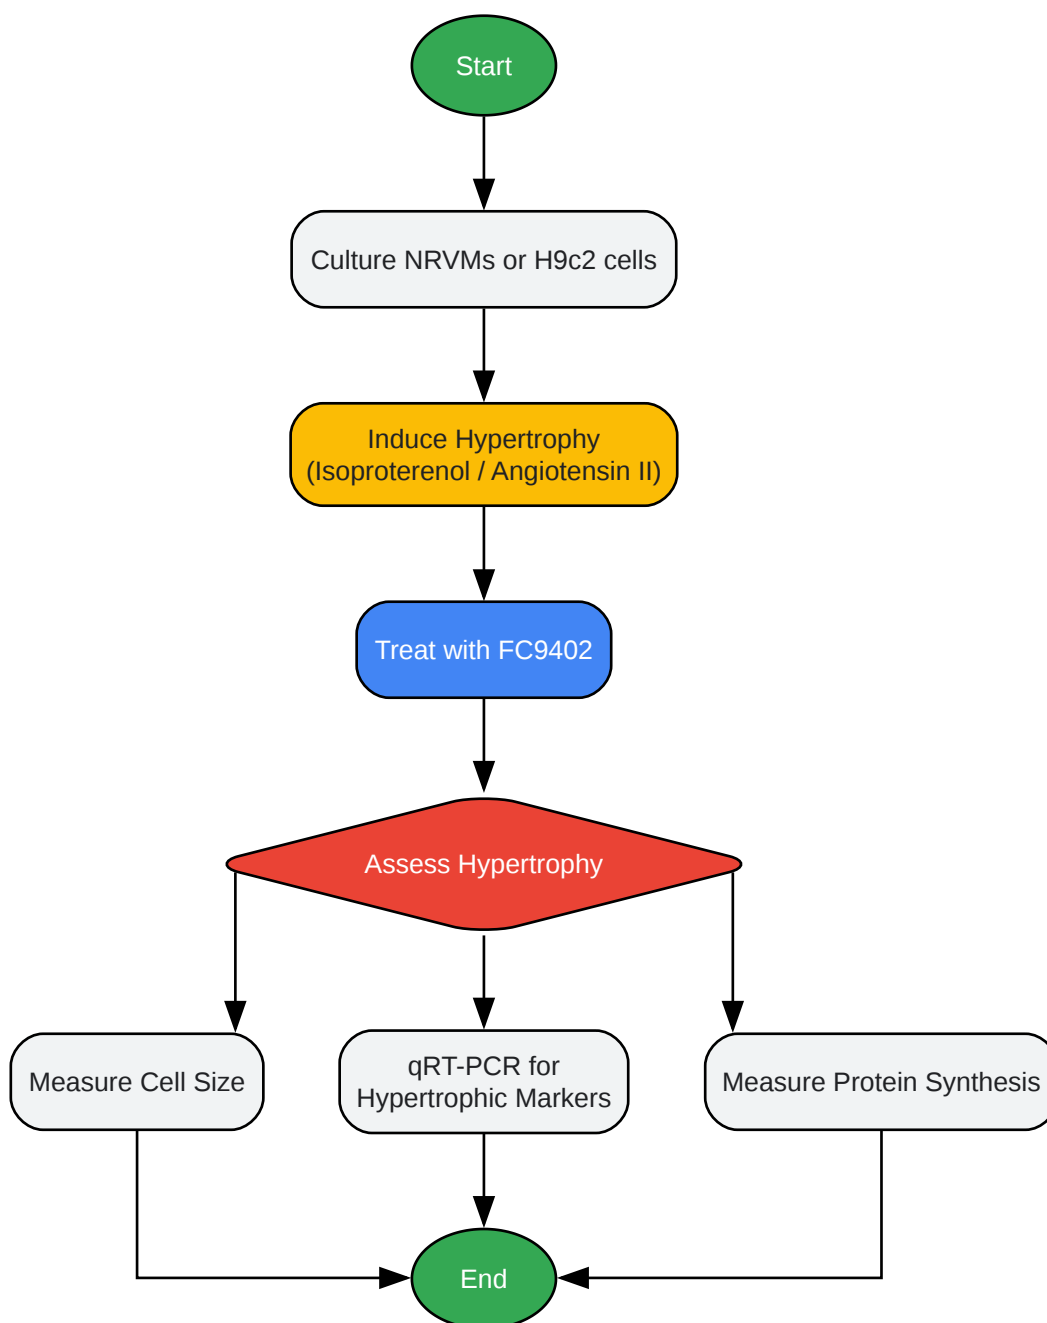 Start
Culture NRVMs or H9c2 cells
Induce Hypertrophy
(Isoproterenol / Angiotensin II)
Treat with FC9402
Assess Hypertrophy
Measure Cell Size
qRT-PCR for
Hypertrophic Markers
Measure Protein Synthesis
End